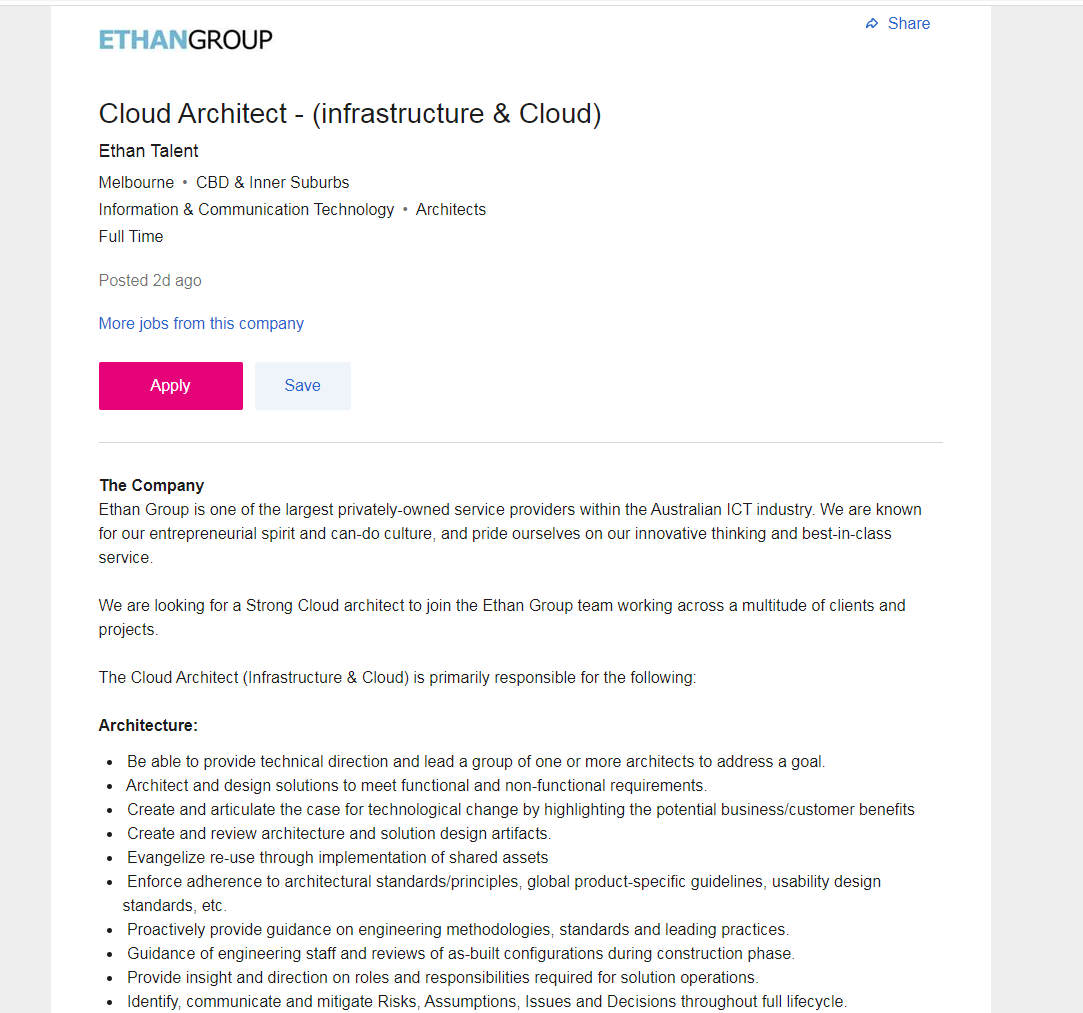 Share
ETHANGROUP
Cloud Architect - (infrastructure & Cloud)
Ethan Talent
Melbourne • CBD & Inner Suburbs
Information & Communication Technology • Architects
Full Time
Posted 2d ago
More jobs from this company
Apply Save
The Company
Ethan Group is one of the largest privately-owned service providers within the Australian ICT industry. We are known
for our entrepreneurial spirit and can-do culture, and pride ourselves on our innovative thinking and best-in-class
service.
We are looking for a Strong Cloud architect to join the Ethan Group team working across a multitude of clients and
projects.
The Cloud Architect (Infrastructure & Cloud) is primarily responsible for the following:
Architecture:
• Be able to provide technical direction and lead a group of one or more architects to address a goal.
• Architect and design solutions to meet functional and non-functional requirements.
• Create and articulate the case for technological change by highlighting the potential business/customer benefits
• Create and review architecture and solution design artifacts.
• Evangelize re-use through implementation of shared assets
• Enforce adherence to architectural standards/principles, global product-specific guidelines, usability design
standards, etc.
• Proactively provide guidance on engineering methodologies, standards and leading practices.
• Guidance of engineering staff and reviews of as-built configurations during construction phase.
• Provide insight and direction on roles and responsibilities required for solution operations.
• Identify, communicate and mitigate Risks, Assumptions, Issues and Decisions throughout full lifecycle.